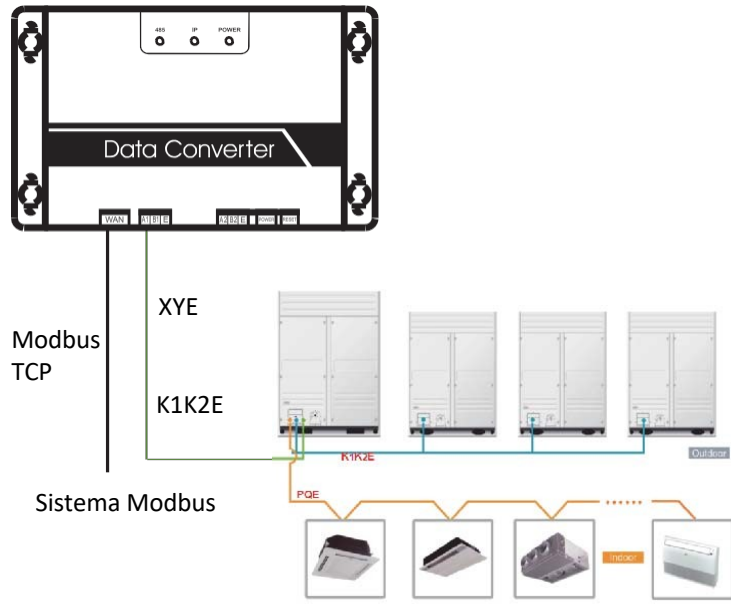 485 IP POWER
Data Converter
WAN A1 B1 E A2 B2 E POWER RESET
XYE
Modbus
TCP
K1K2E
K1K2E
Outdoor
PQE
Sistema Modbus
Indoor